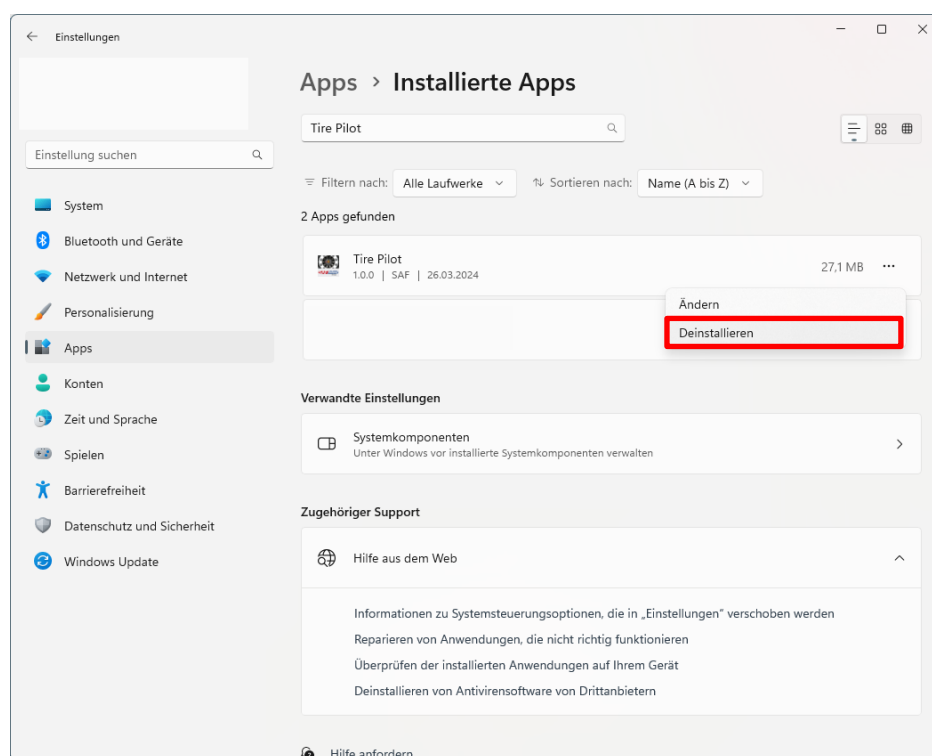 Einstellungen
Apps > Installierte Apps
Tire Pilot
Einstellung suchen
Filtern nach: Alle Laufwerke
Sortieren nach: Name (A bis Z)
2 Apps gefunden
System
Bluetooth und Geräte
Netzwerk und Internet
Personalisierung
Apps
Konten
Zeit und Sprache
Spielen
Barrierefreiheit
Datenschutz und Sicherheit
Windows Update
Tire Pilot
1.0.0 | SAF | 26.03.2024
27,1 MB
Ändern
Deinstallieren
Verwandte Einstellungen
Systemkomponenten
Unter Windows vor installierte Systemkomponenten verwalten
Zugehöriger Support
Hilfe aus dem Web
Informationen zu Systemsteuerungsoptionen, die in „Einstellungen" verschoben werden
Reparieren von Anwendungen, die nicht richtig funktionieren
Überprüfen der installierten Anwendungen auf Ihrem Gerät
Deinstallieren von Antivirensoftware von Drittanbietern
Hilfe anfordern